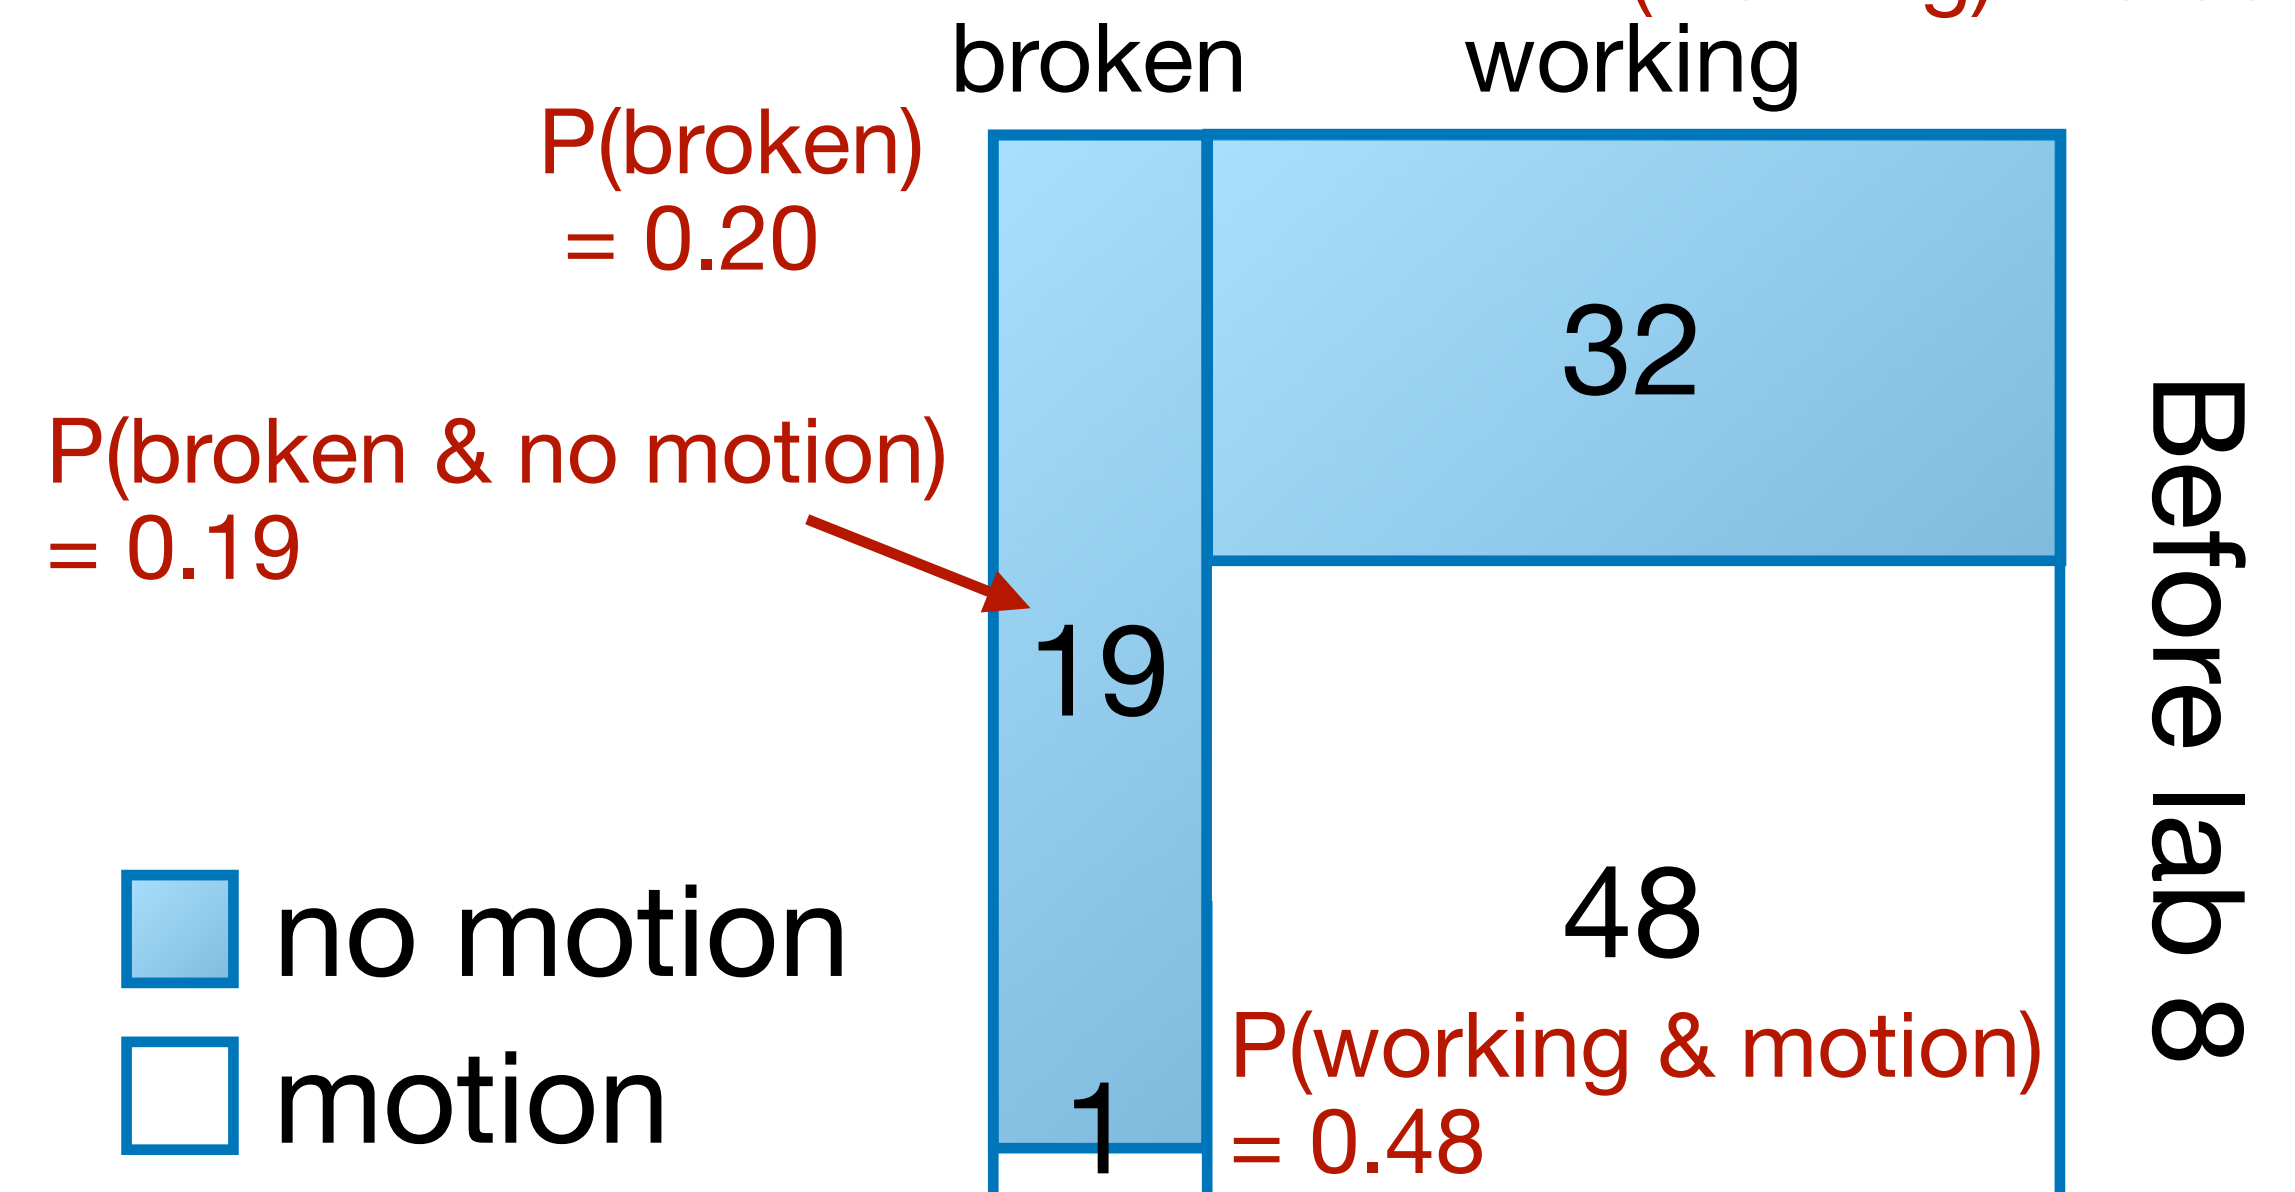 broken working
P(broken)
= 0.20
32
P(broken & no motion)
= 0.19
19
48
no motion
P(working & motion)
= 0.48
motion
1
Before lab 8